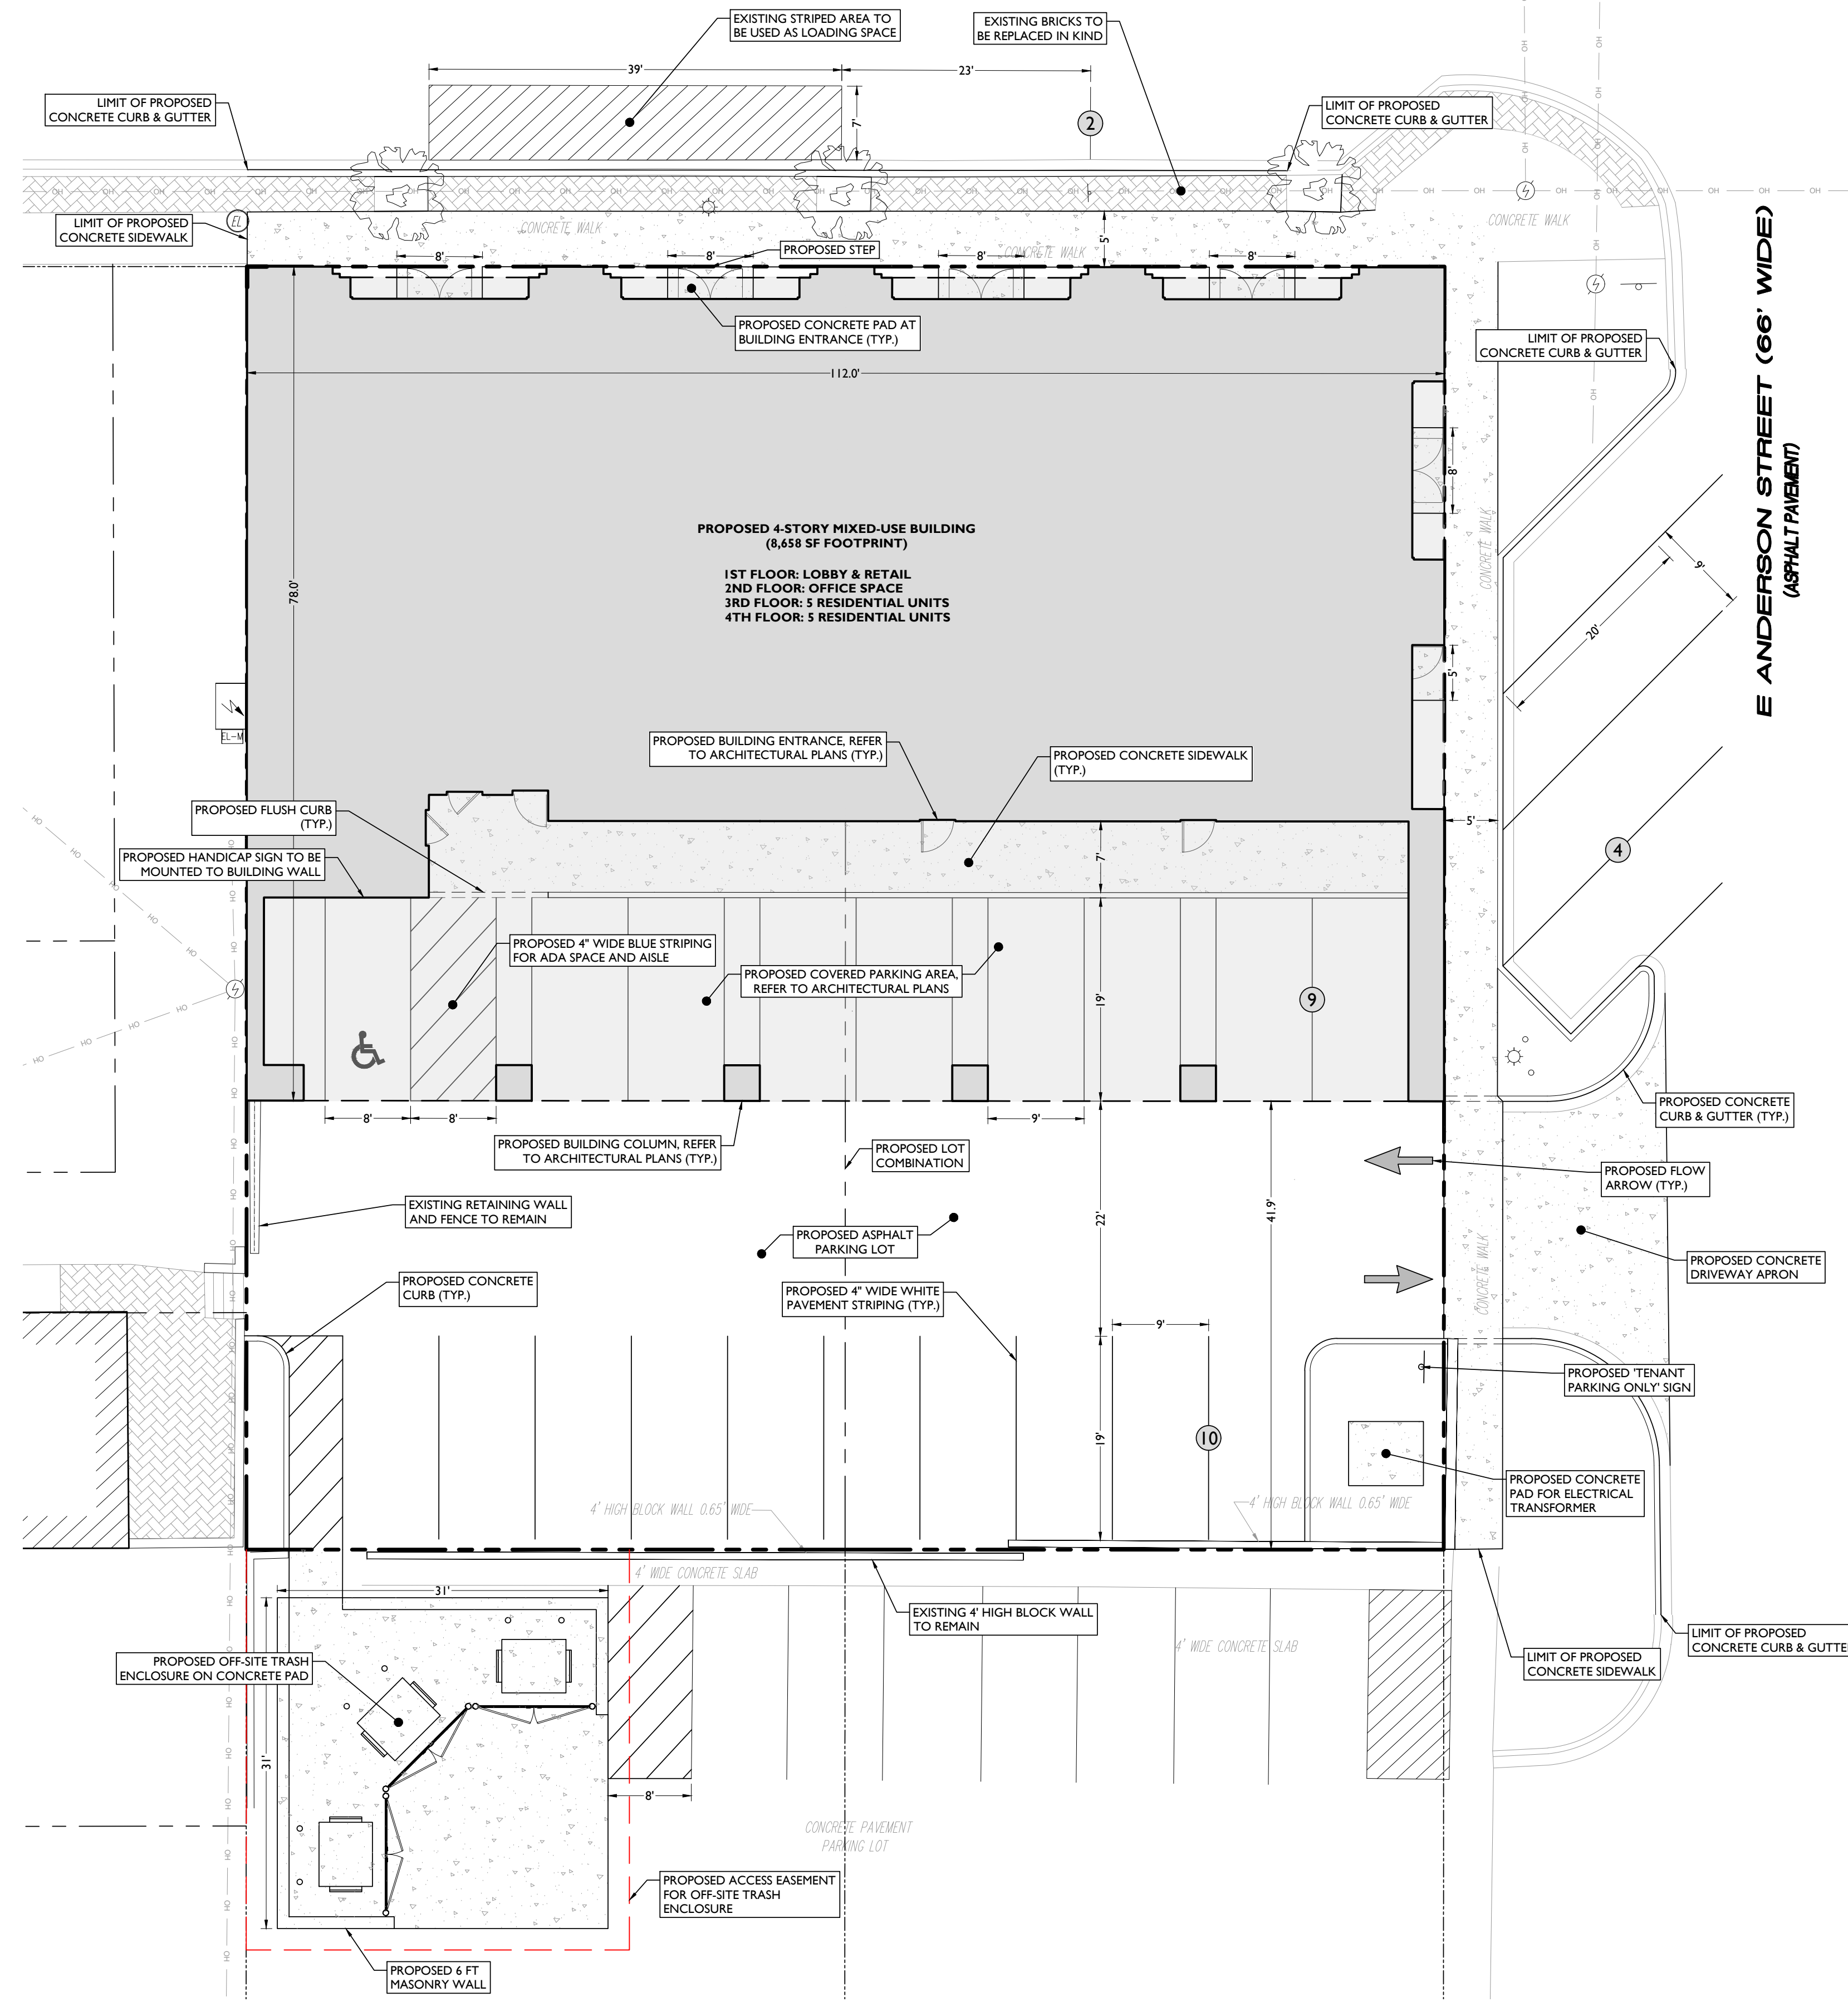 EXISTING STRIPED AREA TO
BE USED AS LOADING SPACE
EXISTING BRICKS TO
BE REPLACED IN KIND
39'
23'
7'
2
LIMIT OF PROPOSED
CONCRETE CURB & GUTTER
LIMIT OF PROPOSED
CONCRETE CURB & GUTTER
LIMIT OF PROPOSED
CONCRETE SIDEWALK
EL
CONCRETE WALK
CONCRETE WALK
CONCRETE WALK
5'
8'
8'
8'
8'
PROPOSED STEP
PROPOSED CONCRETE PAD AT
BUILDING ENTRANCE (TYP.)
LIMIT OF PROPOSED
CONCRETE CURB & GUTTER
E ANDERSON STREET (66' WIDE)
(ASPHALT PAVEMENT)
112.0'
78.0'
8'
CONCRETE WALK
9'
20'
5'
PROPOSED 4-STORY MIXED-USE BUILDING
(8,658 SF FOOTPRINT)
1ST FLOOR: LOBBY & RETAIL
2ND FLOOR: OFFICE SPACE
3RD FLOOR: 5 RESIDENTIAL UNITS
4TH FLOOR: 5 RESIDENTIAL UNITS
EL-M
PROPOSED BUILDING ENTRANCE, REFER
TO ARCHITECTURAL PLANS (TYP.)
PROPOSED CONCRETE SIDEWALK
(TYP.)
PROPOSED FLUSH CURB
(TYP.)
5'
4
PROPOSED HANDICAP SIGN TO BE
MOUNTED TO BUILDING WALL
7'
PROPOSED 4" WIDE BLUE STRIPING
FOR ADA SPACE AND AISLE
PROPOSED COVERED PARKING AREA,
REFER TO ARCHITECTURAL PLANS
19'
9
8'
8'
9'
PROPOSED CONCRETE
CURB & GUTTER (TYP.)
PROPOSED BUILDING COLUMN, REFER
TO ARCHITECTURAL PLANS (TYP.)
PROPOSED LOT
COMBINATION
PROPOSED FLOW
ARROW (TYP.)
EXISTING RETAINING WALL
AND FENCE TO REMAIN
22'
41.9'
PROPOSED ASPHALT
PARKING LOT
PROPOSED CONCRETE
DRIVEWAY APRON
PROPOSED CONCRETE
CURB (TYP.)
PROPOSED 4" WIDE WHITE
PAVEMENT STRIPING (TYP.)
CONCRETE WALK
9'
PROPOSED 'TENANT
PARKING ONLY' SIGN
19'
10
PROPOSED CONCRETE
PAD FOR ELECTRICAL
TRANSFORMER
4' HIGH BLOCK WALL 0.65' WIDE
4' HIGH BLOCK WALL 0.65' WIDE
4' WIDE CONCRETE SLAB
31'
EXISTING 4' HIGH BLOCK WALL
TO REMAIN
4' WIDE CONCRETE SLAB
LIMIT OF PROPOSED
CONCRETE CURB & GUTTE
LIMIT OF PROPOSED
CONCRETE SIDEWALK
PROPOSED OFF-SITE TRASH
ENCLOSURE ON CONCRETE PAD
31'
8'
CONCRETE PAVEMENT
PARKING LOT
PROPOSED ACCESS EASEMENT
FOR OFF-SITE TRASH
ENCLOSURE
PROPOSED 6 FT
MASONRY WALL